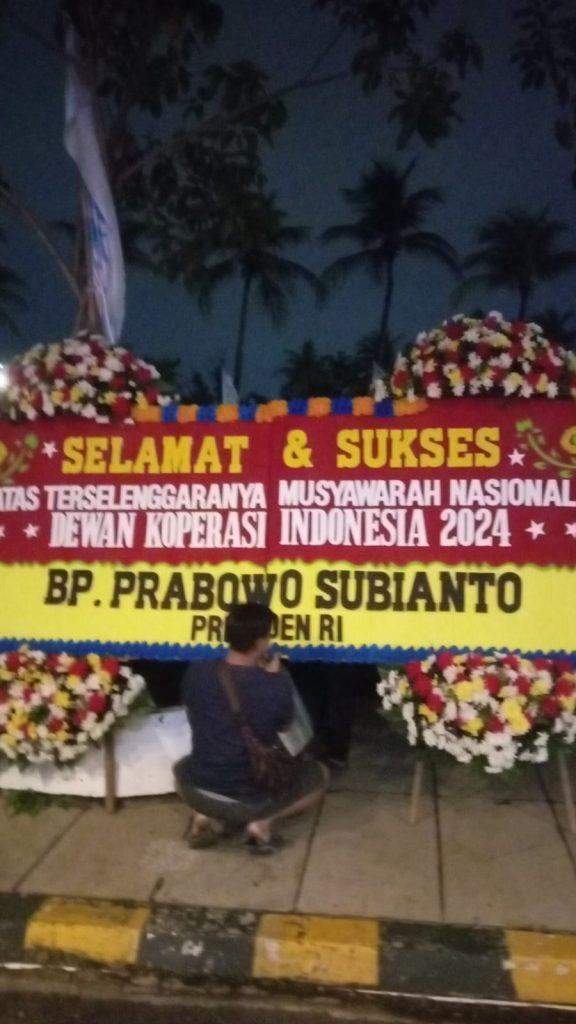 SELAMAT & SUKSES
ATAS TERSELENGGARANYA MUSYAWARAH NASIONAL
DEWAN KOPERASI INDONESIA 2024
BP. PRABOWO SUBIANTO
RI